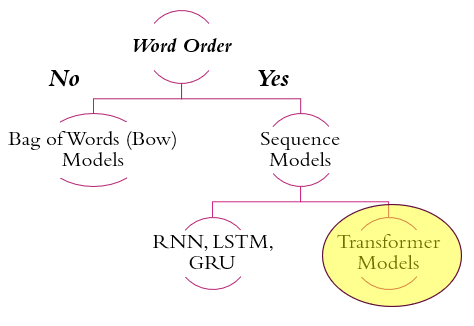 Word Order
No
Yes
Bag of Words (Bow)
Models
Sequence
Models
RNN, LSTM,
GRU
Transformer
Models